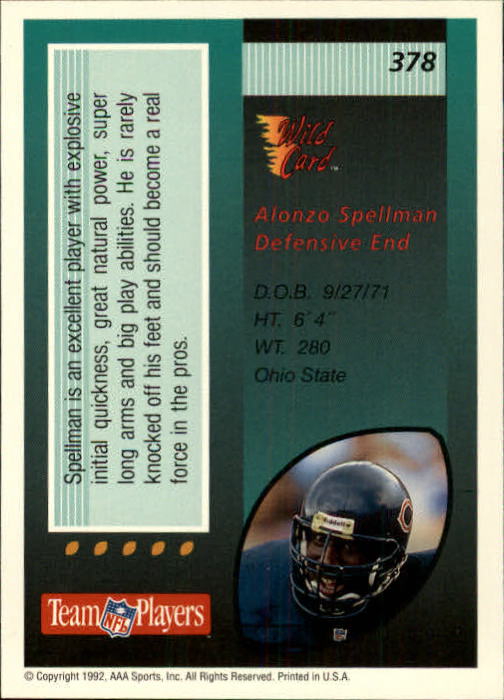 378
Wild
Card™
Alonzo Spellman
Defensive End
D.O.B. 9/27/71
HT. 6'4"
WT. 280
Ohio State
Spellman is an excellent player with explosive
initial quickness, great natural power, super
long arms and big play abilities. He is rarely
knocked off his feet and should become a real
force in the pros.
Riddell
Team NFL Players
© Copyright 1992, AAA Sports, Inc. All Rights Reserved. Printed in U.S.A.